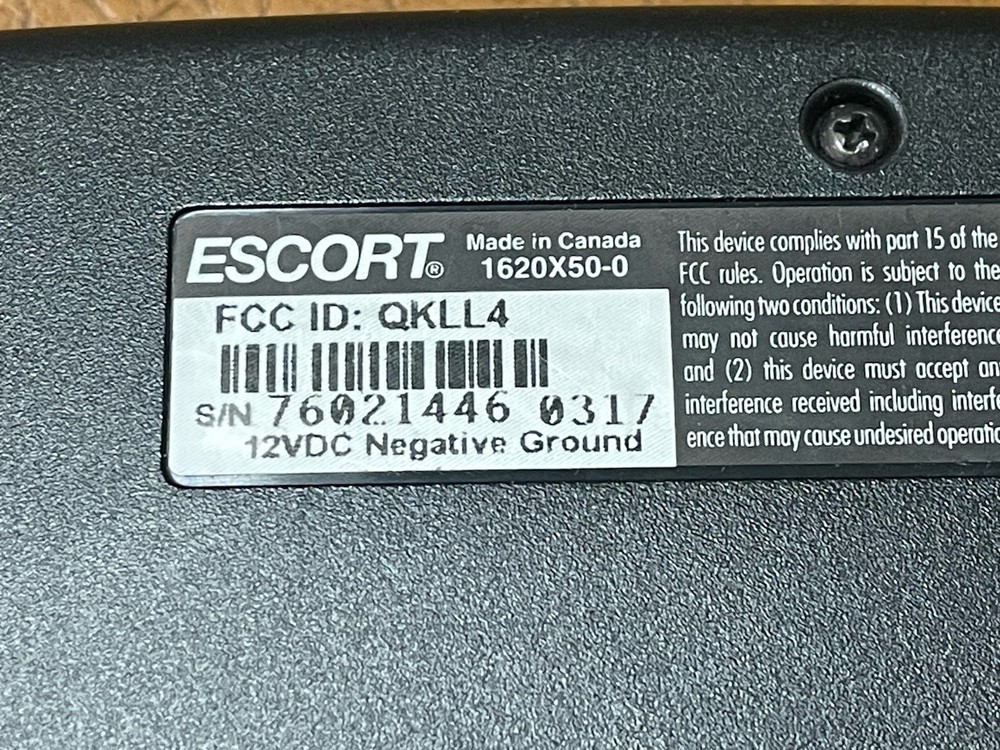 ESCORT®
Made in Canada
1620X50-0
FCC ID: QKLL4
S/N 76021446 0317
12VDC Negative Ground
This device complies with part 15 of the
FCC rules. Operation is subject to the
following two conditions: (1) This device
may not cause harmful interference
and (2) this device must accept an
interference received including interfe
ence that may cause undesired operatio